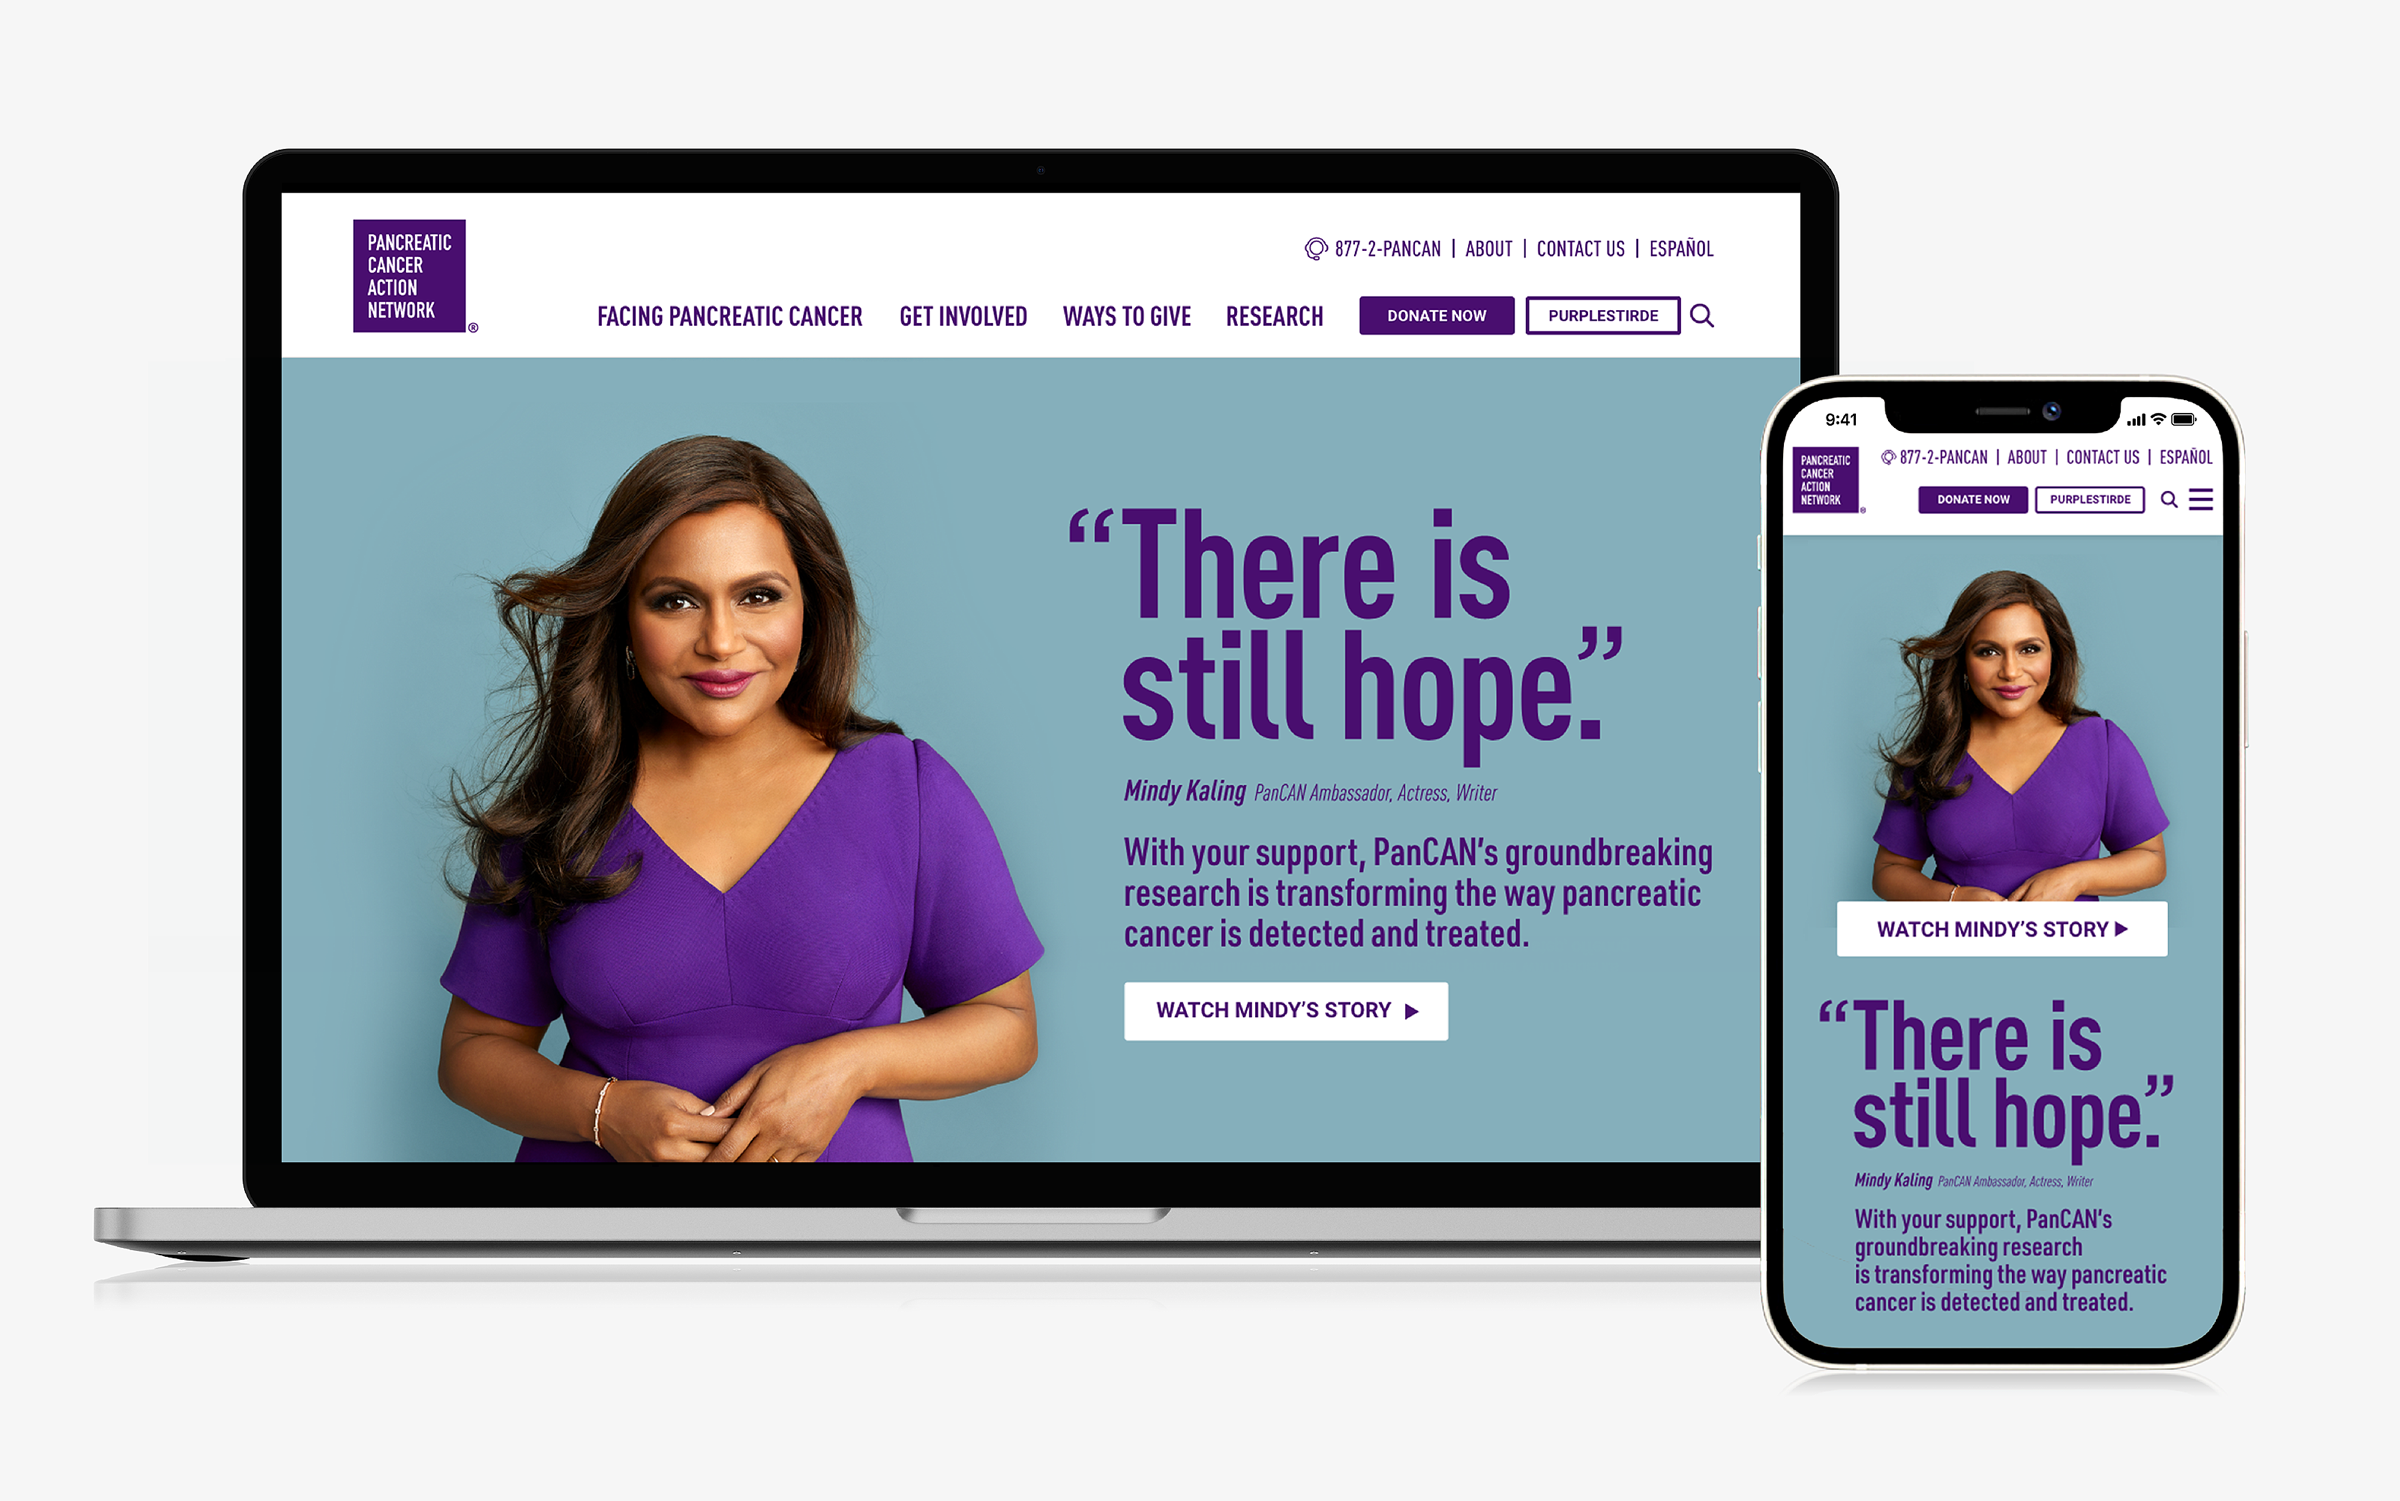 PANCREATIC
CANCER
ACTION
NETWORK
®
877-2-PANCAN | ABOUT | CONTACT US | ESPAÑOL
FACING PANCREATIC CANCER GET INVOLVED WAYS TO GIVE RESEARCH DONATE NOW PURPLESTIRDE
“There is
still hope.”
Mindy Kaling PanCAN Ambassador, Actress, Writer
With your support, PanCAN’s groundbreaking
research is transforming the way pancreatic
cancer is detected and treated.
WATCH MINDY’S STORY
9:41
PANCREATIC
CANCER
ACTION
NETWORK
®
877-2-PANCAN | ABOUT | CONTACT US | ESPAÑOL
DONATE NOW PURPLESTIRDE
WATCH MINDY’S STORY
“There is
still hope.”
Mindy Kaling PanCAN Ambassador, Actress, Writer
With your support, PanCAN’s
groundbreaking research
is transforming the way pancreatic
cancer is detected and treated.